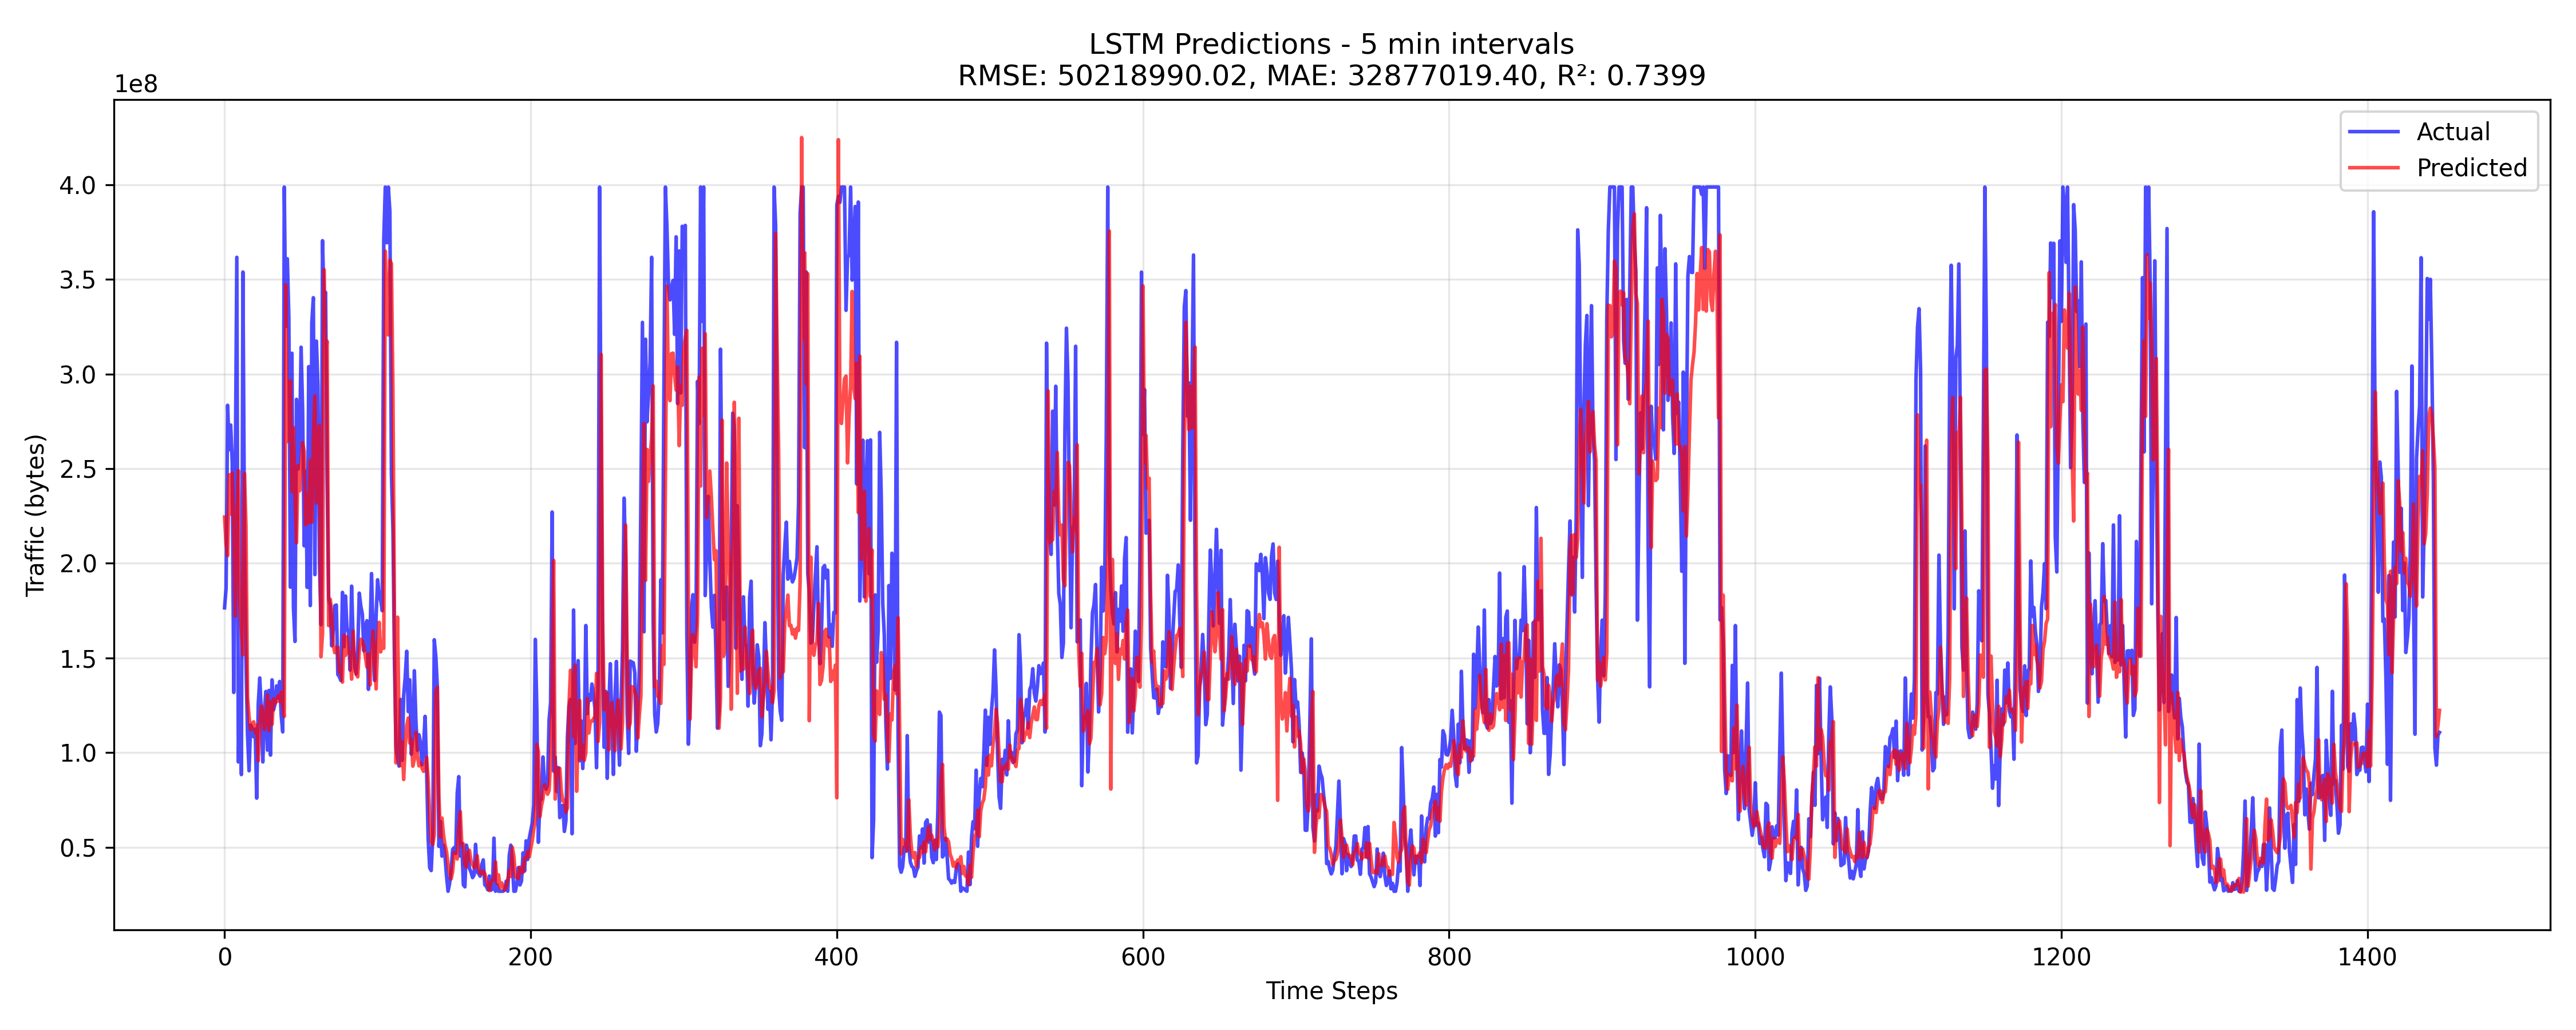 LSTM Predictions - 5 min intervals
RMSE: 50218990.02, MAE: 32877019.40, R²: 0.7399
1e8
Actual
Predicted
4.0
3.5
3.0
2.5
2.0
1.5
1.0
0.5
Traffic (bytes)
0 200 400 600 800 1000 1200 1400
Time Steps